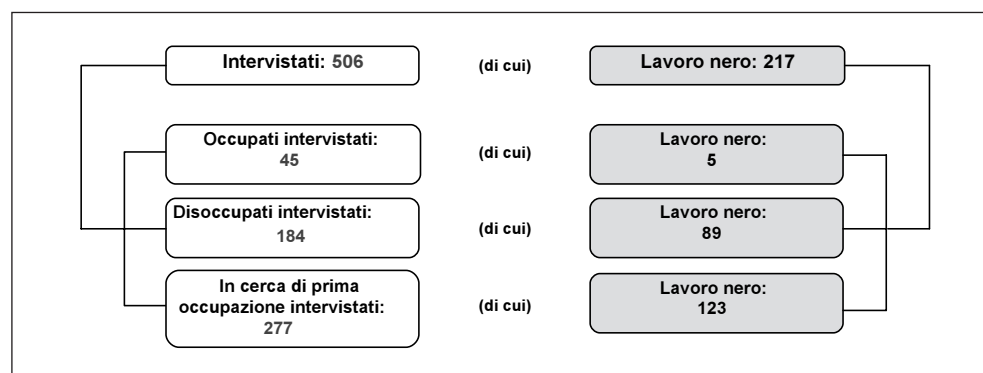 Intervistati: 506
(di cui)
Lavoro nero: 217
Occupati intervistati:
45
(di cui)
Lavoro nero:
5
Disoccupati intervistati:
184
(di cui)
Lavoro nero:
89
In cerca di prima
occupazione intervistati:
277
(di cui)
Lavoro nero:
123